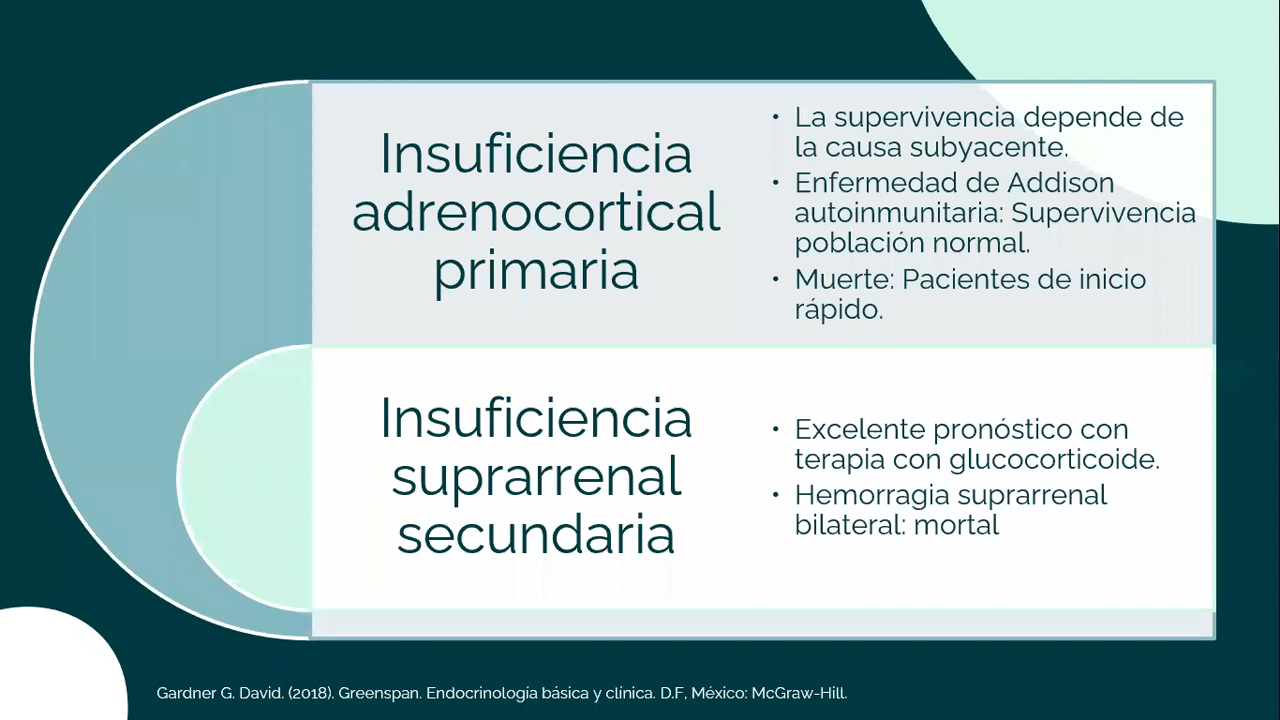 Insuficiencia
adrenocortical
primaria
• La supervivencia depende de
la causa subyacente.
• Enfermedad de Addison
autoinmunitaria: Supervivencia
población normal.
• Muerte: Pacientes de inicio
rápido.
Insuficiencia
suprarrenal
secundaria
• Excelente pronóstico con
terapia con glucocorticoide.
• Hemorragia suprarrenal
bilateral: mortal
Gardner G. David. (2018). Greenspan. Endocrinología básica y clínica. D.F, México: McGraw-Hill.